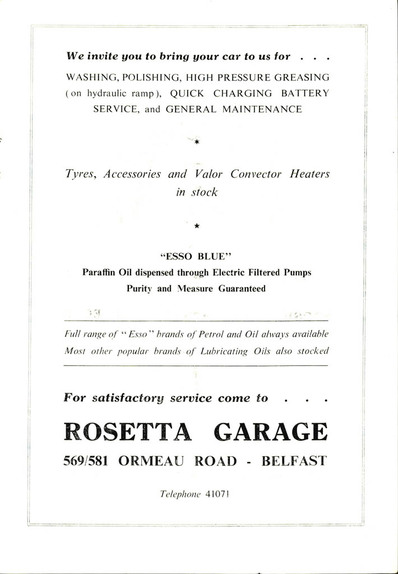 We invite you to bring your car to us for . . .
WASHING, POLISHING, HIGH PRESSURE GREASING
(on hydraulic ramp), QUICK CHARGING BATTERY
SERVICE, and GENERAL MAINTENANCE
*
Tyres, Accessories and Valor Convector Heaters
in stock
*
"ESSO BLUE"
Paraffin Oil dispensed through Electric Filtered Pumps
Purity and Measure Guaranteed
Full range of "Esso" brands of Petrol and Oil always available
Most other popular brands of Lubricating Oils also stocked
For satisfactory service come to . . .
ROSETTA GARAGE
569/581 ORMEAU ROAD - BELFAST
Telephone 41071